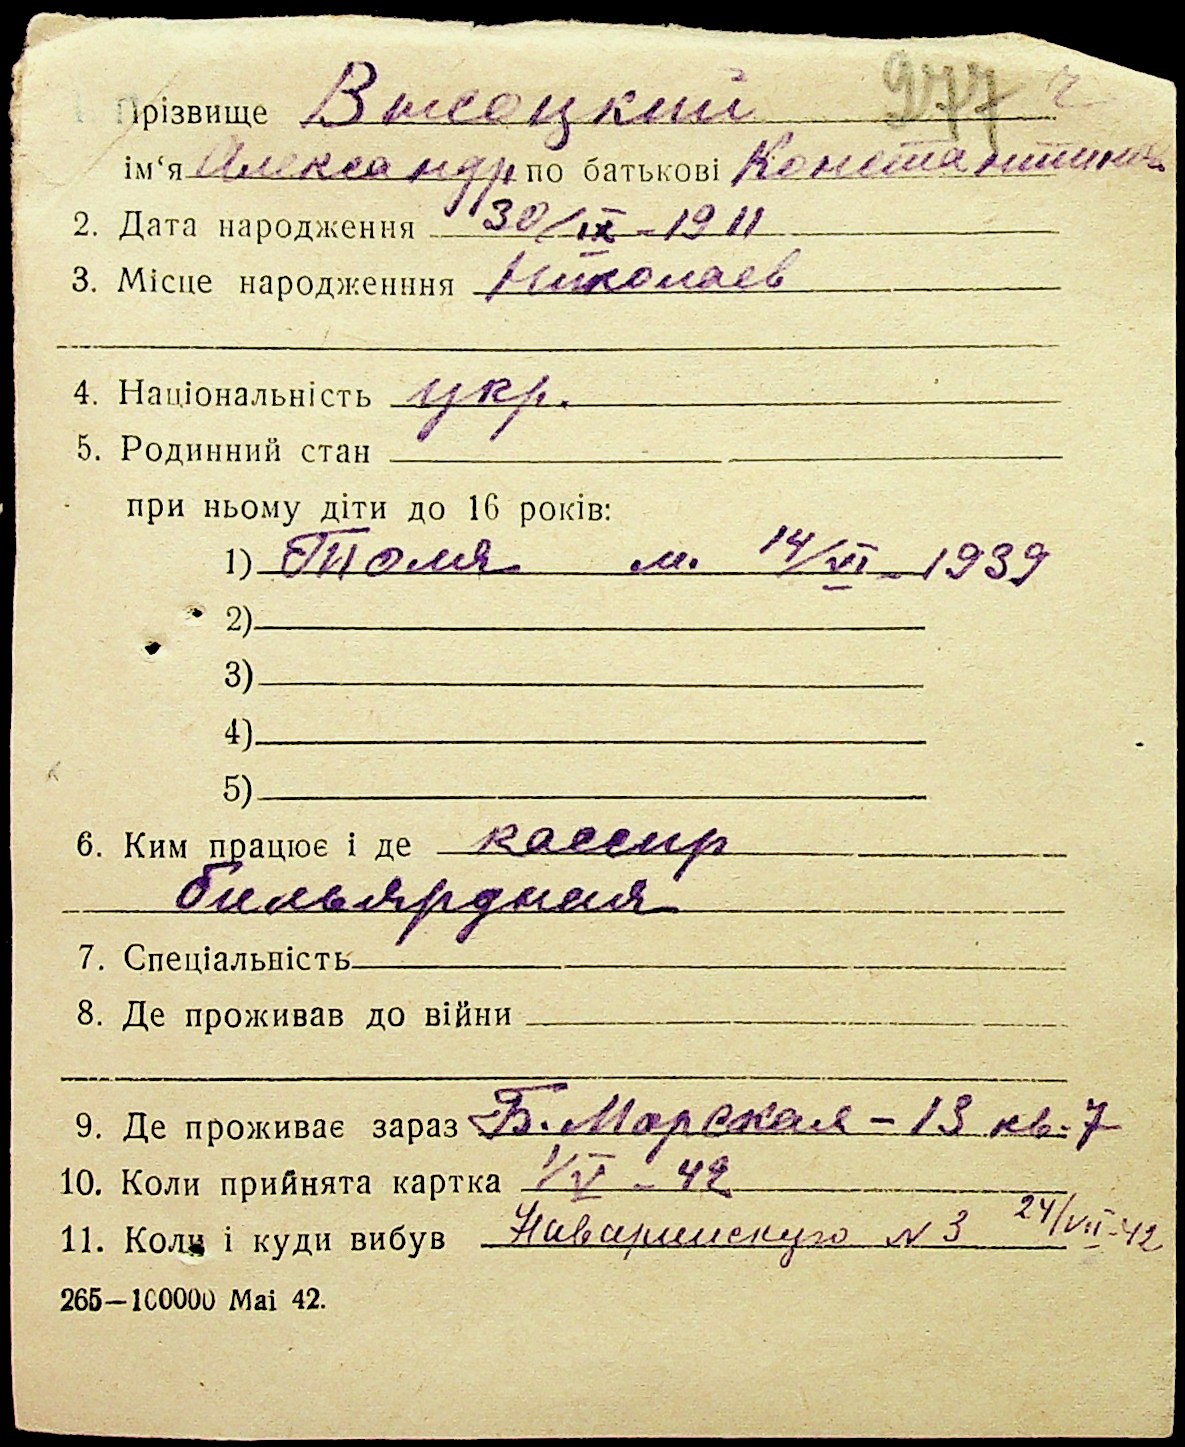 Прізвище Высоцкий 977
ім‘я Александр по батькові Константинов
2. Дата народження 30/IX - 1911
3. Місце народженння Николаев
4. Національність укр.
5. Родинний стан
при ньому діти до 16 років:
1) Толя м. 14/VI - 1939
2)
3)
4)
5)
6. Ким працює і де кассир
бильярдная
7. Спеціальність
8. Де проживав до війни
9. Де проживає зараз Б. Морская - 13 кв. 7
10. Коли прийнята картка 1/V - 42
11. Коли і куди вибув Наваринскую N 3 24/VII-42
265—100000 Mai 42.